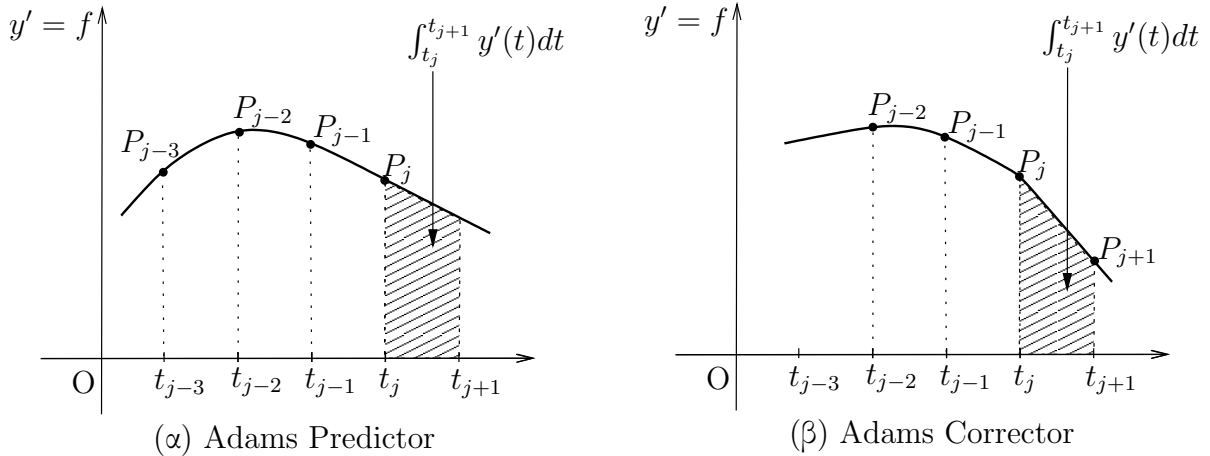 y′ = f
∫_{t_j}^{t_{j+1}} y′(t)dt
P_{j−3}
P_{j−2}
P_{j−1}
P_j
O
t_{j−3} t_{j−2} t_{j−1} t_j t_{j+1}
(α) Adams Predictor
y′ = f
∫_{t_j}^{t_{j+1}} y′(t)dt
P_{j−2}
P_{j−1}
P_j
P_{j+1}
O
t_{j−3} t_{j−2} t_{j−1} t_j t_{j+1}
(β) Adams Corrector